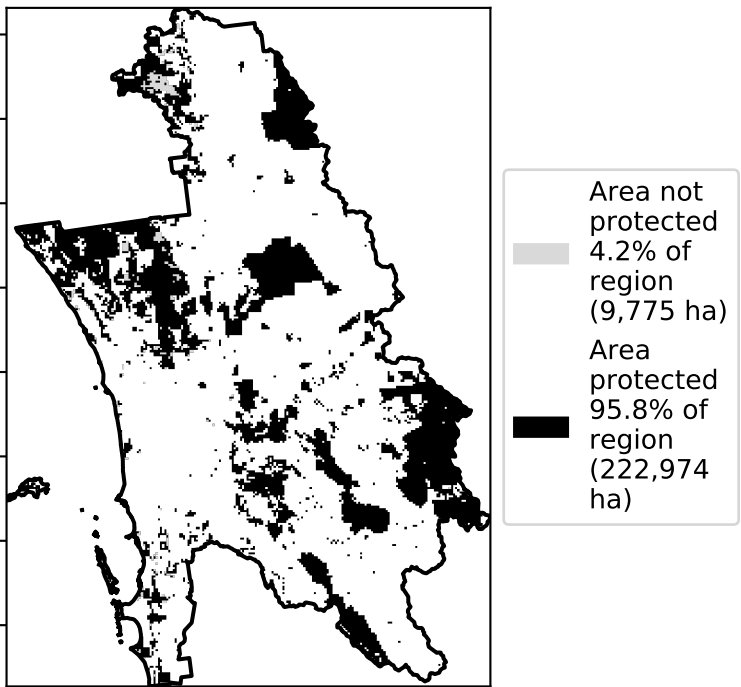 Area not
protected
4.2% of
region
(9,775 ha)
Area
protected
95.8% of
region
(222,974
ha)